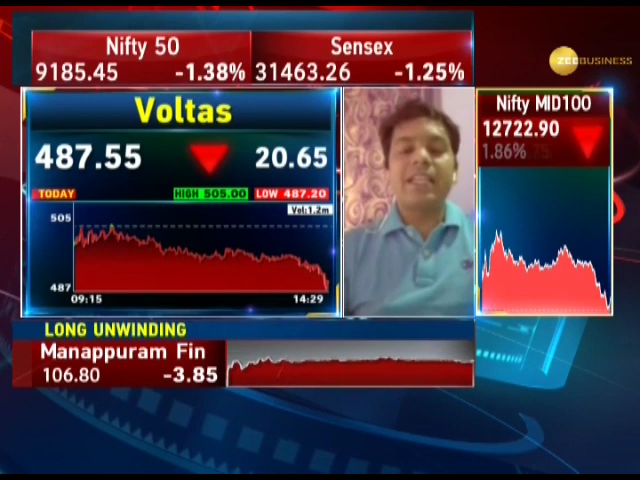 Nifty 50
9185.45 -1.38%
Sensex
31463.26 -1.25%
ZEEBUSINESS
Voltas
487.55 20.65
TODAY HIGH 505.00 LOW 487.20
Vol:1.2m
505
487
09:15 14:29
Nifty MID100
12722.90
1.86%
LONG UNWINDING
Manappuram Fin
106.80 -3.85